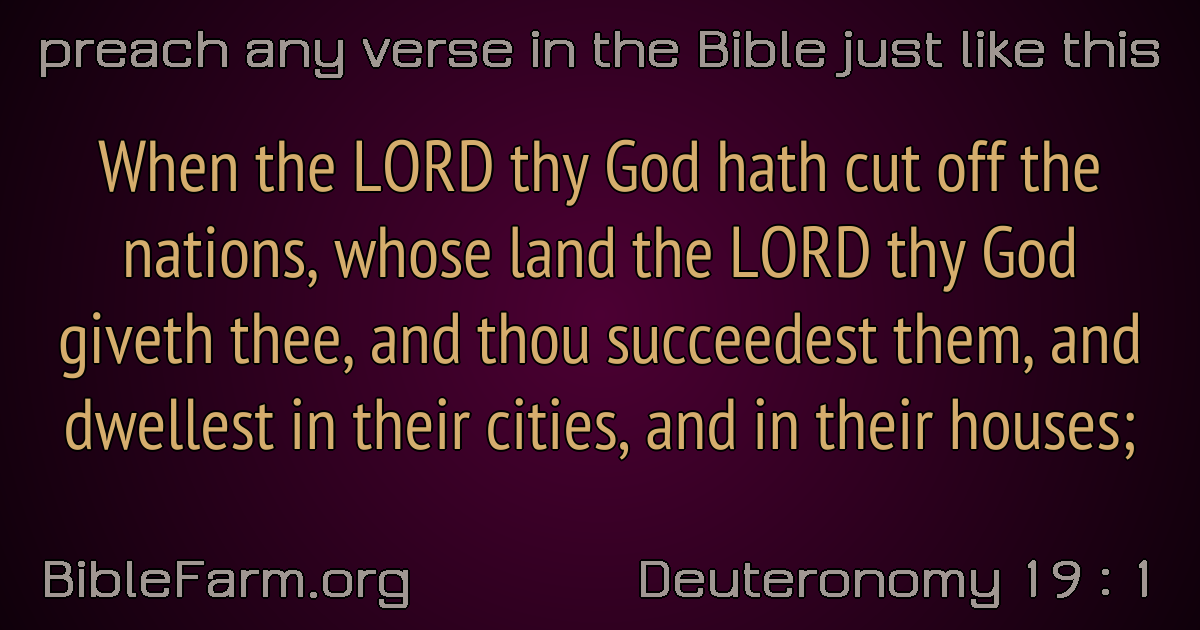 preach any verse in the Bible just like this
When the LORD thy God hath cut off the
nations, whose land the LORD thy God
giveth thee, and thou succeedest them, and
dwellest in their cities, and in their houses;
BibleFarm.org
Deuteronomy 19 : 1